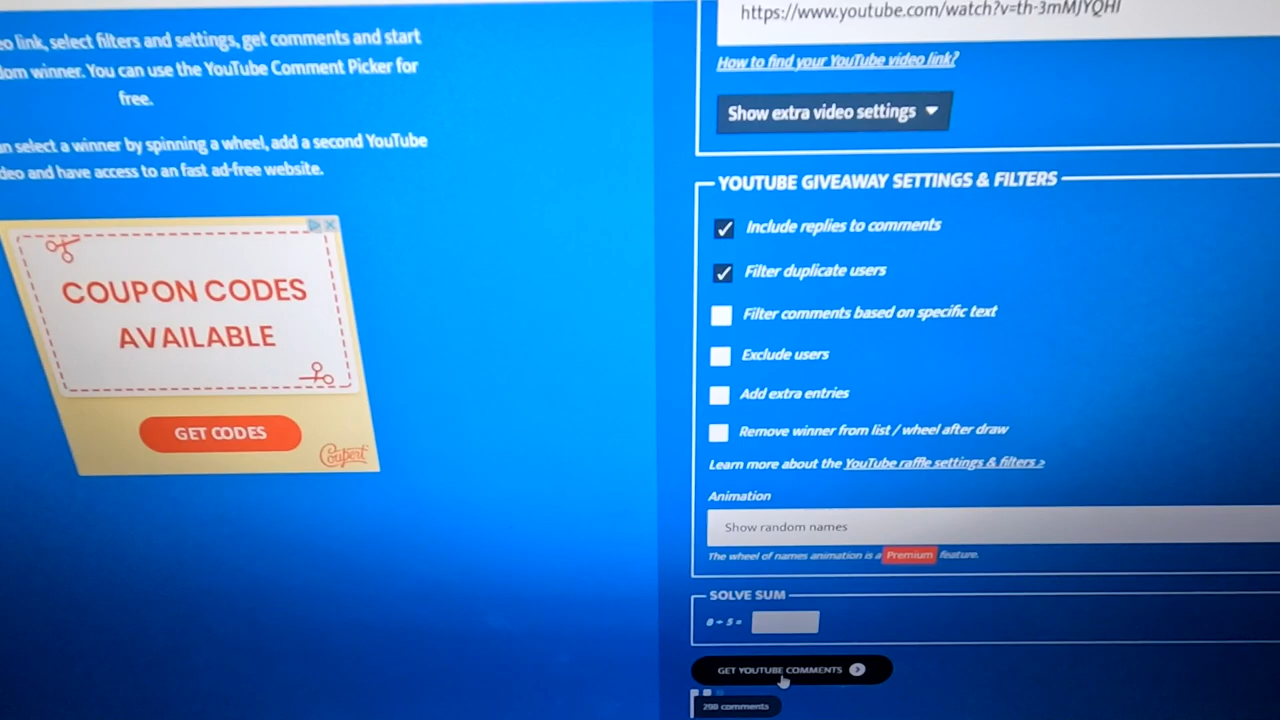 eo link, select filters and settings, get comments and start
dom winner. You can use the YouTube Comment Picker for
free.
an select a winner by spinning a wheel, add a second YouTube
deo and have access to an fast ad-free website.
COUPON CODES
AVAILABLE
GET CODES
Coupert
https://www.youtube.com/watch?v=th-3mMJYQHI
How to find your YouTube video link?
Show extra video settings
YOUTUBE GIVEAWAY SETTINGS & FILTERS
Include replies to comments
Filter duplicate users
Filter comments based on specific text
Exclude users
Add extra entries
Remove winner from list / wheel after draw
Learn more about the YouTube raffle settings & filters >
Animation
Show random names
The wheel of names animation is a Premium feature.
SOLVE SUM
GET YOUTUBE COMMENTS
comments